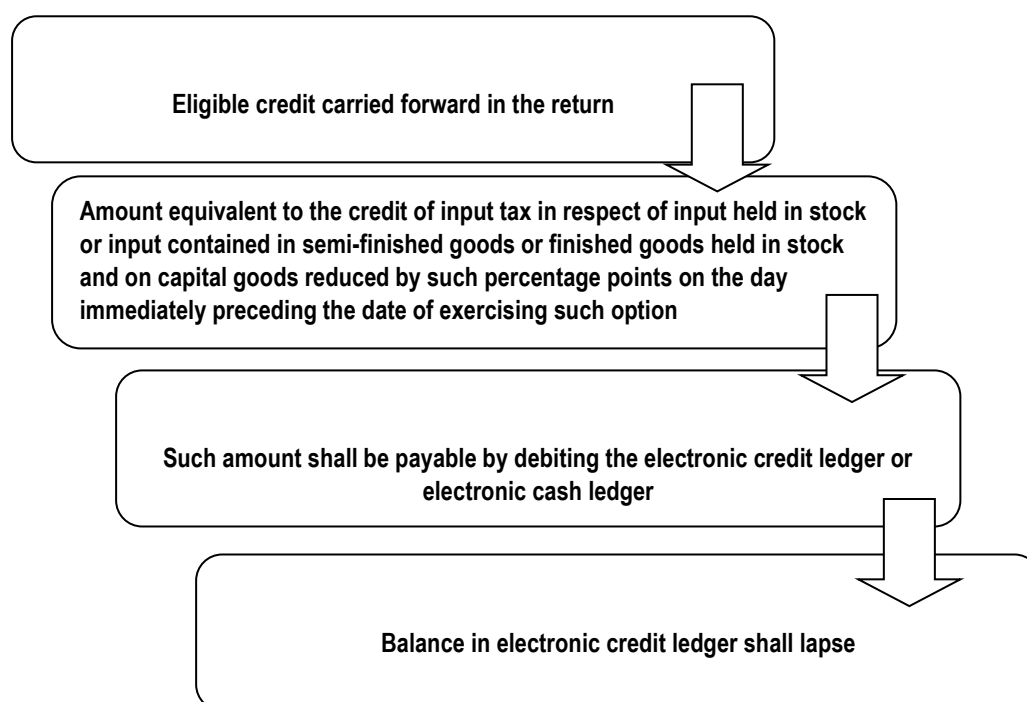 Eligible credit carried forward in the return
Amount equivalent to the credit of input tax in respect of input held in stock
or input contained in semi-finished goods or finished goods held in stock
and on capital goods reduced by such percentage points on the day
immediately preceding the date of exercising such option
Such amount shall be payable by debiting the electronic credit ledger or
electronic cash ledger
Balance in electronic credit ledger shall lapse